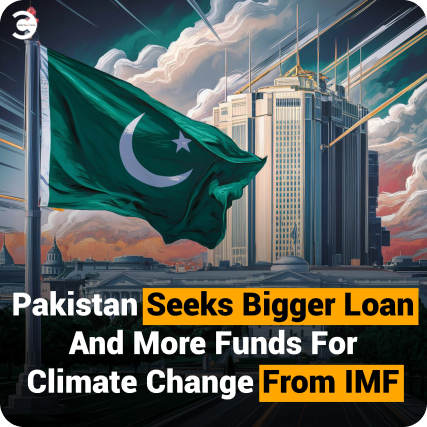 Pakistan Seeks Bigger Loan
And More Funds For
Climate Change From IMF